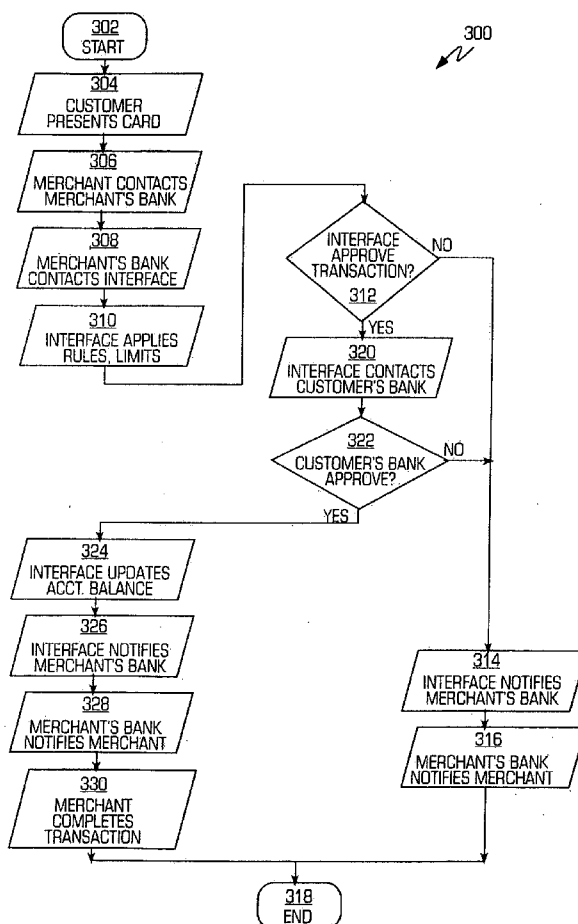 302
START
300
304
CUSTOMER
PRESENTS CARD
306
MERCHANT CONTACTS
MERCHANT'S BANK
308
MERCHANT'S BANK
CONTACTS INTERFACE
310
INTERFACE APPLIES
RULES, LIMITS
INTERFACE
APPROVE
TRANSACTION?
312
NO
YES
320
INTERFACE CONTACTS
CUSTOMER'S BANK
322
CUSTOMER'S BANK
APPROVE?
NO
YES
324
INTERFACE UPDATES
ACCT. BALANCE
326
INTERFACE NOTIFIES
MERCHANT'S BANK
328
MERCHANT'S BANK
NOTIFIES MERCHANT
330
MERCHANT
COMPLETES
TRANSACTION
314
INTERFACE NOTIFIES
MERCHANT'S BANK
316
MERCHANT'S BANK
NOTIFIES MERCHANT
318
END